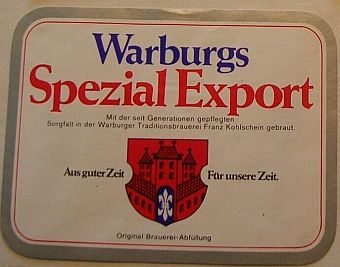 Warburgs
Spezial Export
Mit der seit Generationen gepflegten
Sorgfalt in der Warburger Traditionsbrauerei Franz Kohlschein gebraut.
Aus guter Zeit Für unsere Zeit.
Original Brauerei-Abfüllung